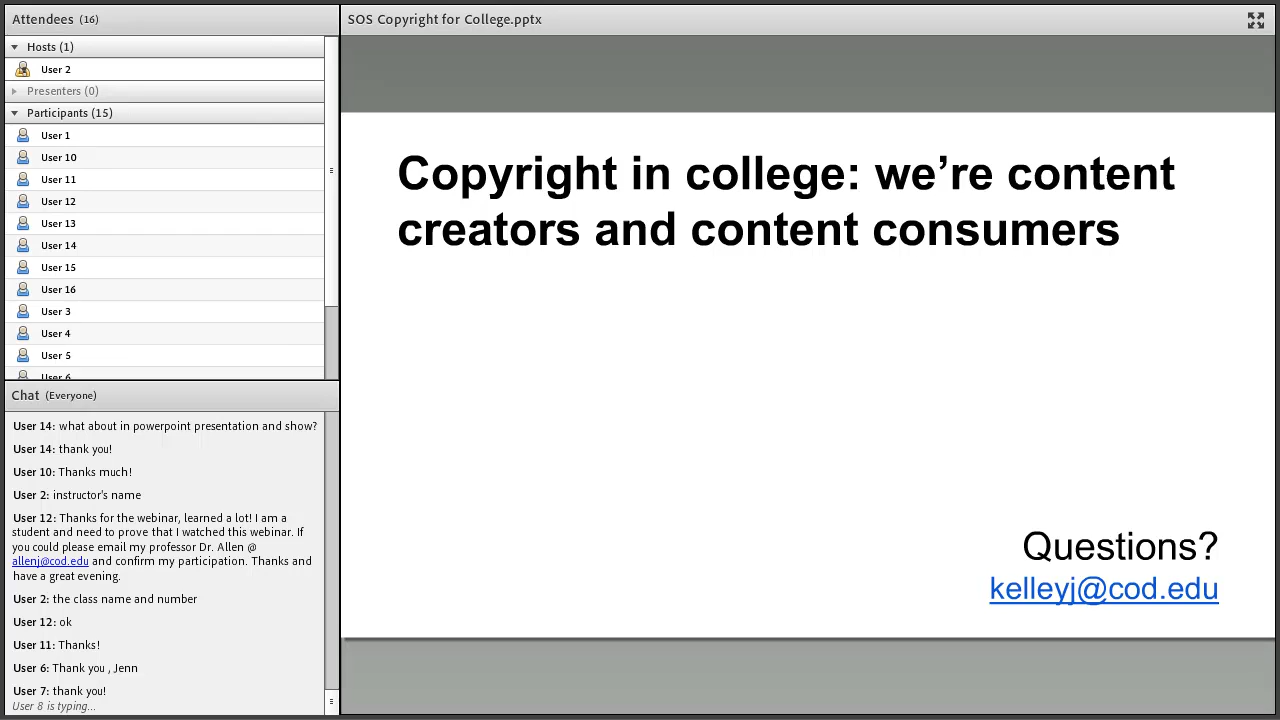 Attendees (16)
Hosts (1)
User 2
Presenters (0)
Participants (15)
User 1
User 10
User 11
User 12
User 13
User 14
User 15
User 16
User 3
User 4
User 5
User 6
Chat (Everyone)
User 14: what about in powerpoint presentation and show?
User 14: thank you!
User 10: Thanks much!
User 2: instructor's name
User 12: Thanks for the webinar, learned a lot! I am a
student and need to prove that I watched this webinar. If
you could please email my professor Dr. Allen @
allenj@cod.edu and confirm my participation. Thanks and
have a great evening.
User 2: the class name and number
User 12: ok
User 11: Thanks!
User 6: Thank you , Jenn
User 7: thank you!
User 8 is typing...
SOS Copyright for College.pptx
Copyright in college: we’re content
creators and content consumers
Questions?
kelleyj@cod.edu